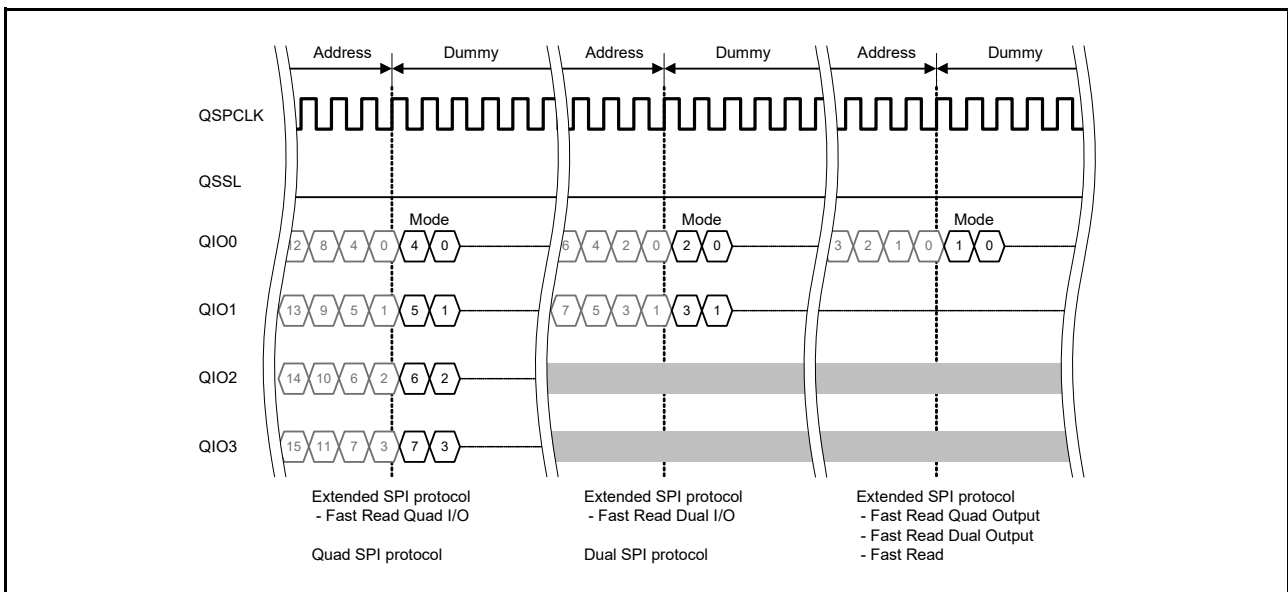 Address Dummy Address Dummy Address Dummy
QSPCLK
QSSL
Mode Mode Mode
QIO0 12 8 4 0 4 0 6 4 2 0 2 0 3 2 1 0 1 0
QIO1 13 9 5 1 5 1 7 5 3 1 3 1
QIO2 14 10 6 2 6 2
QIO3 15 11 7 3 7 3
Extended SPI protocol Extended SPI protocol Extended SPI protocol
- Fast Read Quad I/O - Fast Read Dual I/O - Fast Read Quad Output
- Fast Read Dual Output
Quad SPI protocol Dual SPI protocol - Fast Read